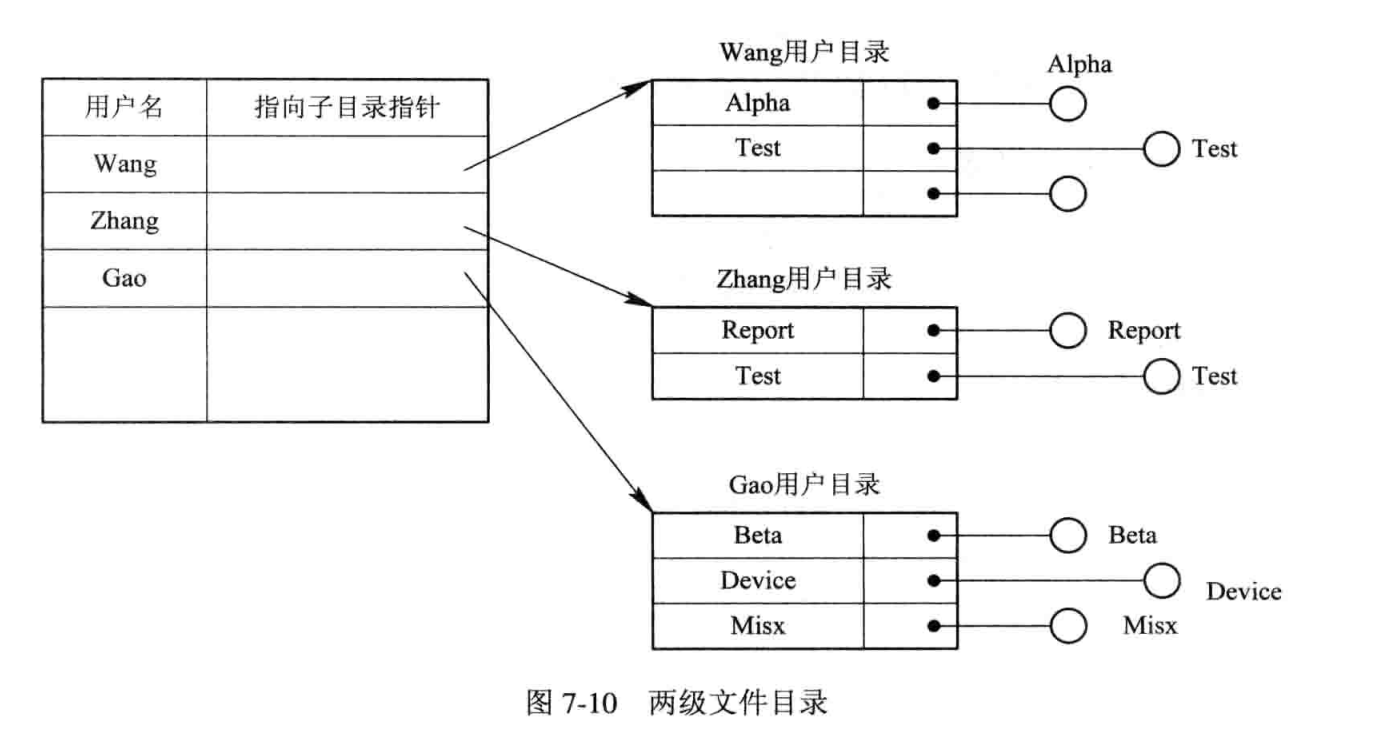 用户名 指向子目录指针
Wang
Zhang
Gao
Wang用户目录
Alpha Alpha
Test Test
Zhang用户目录
Report Report
Test Test
Gao用户目录
Beta Beta
Device Device
Misx Misx
图 7-10 两级文件目录